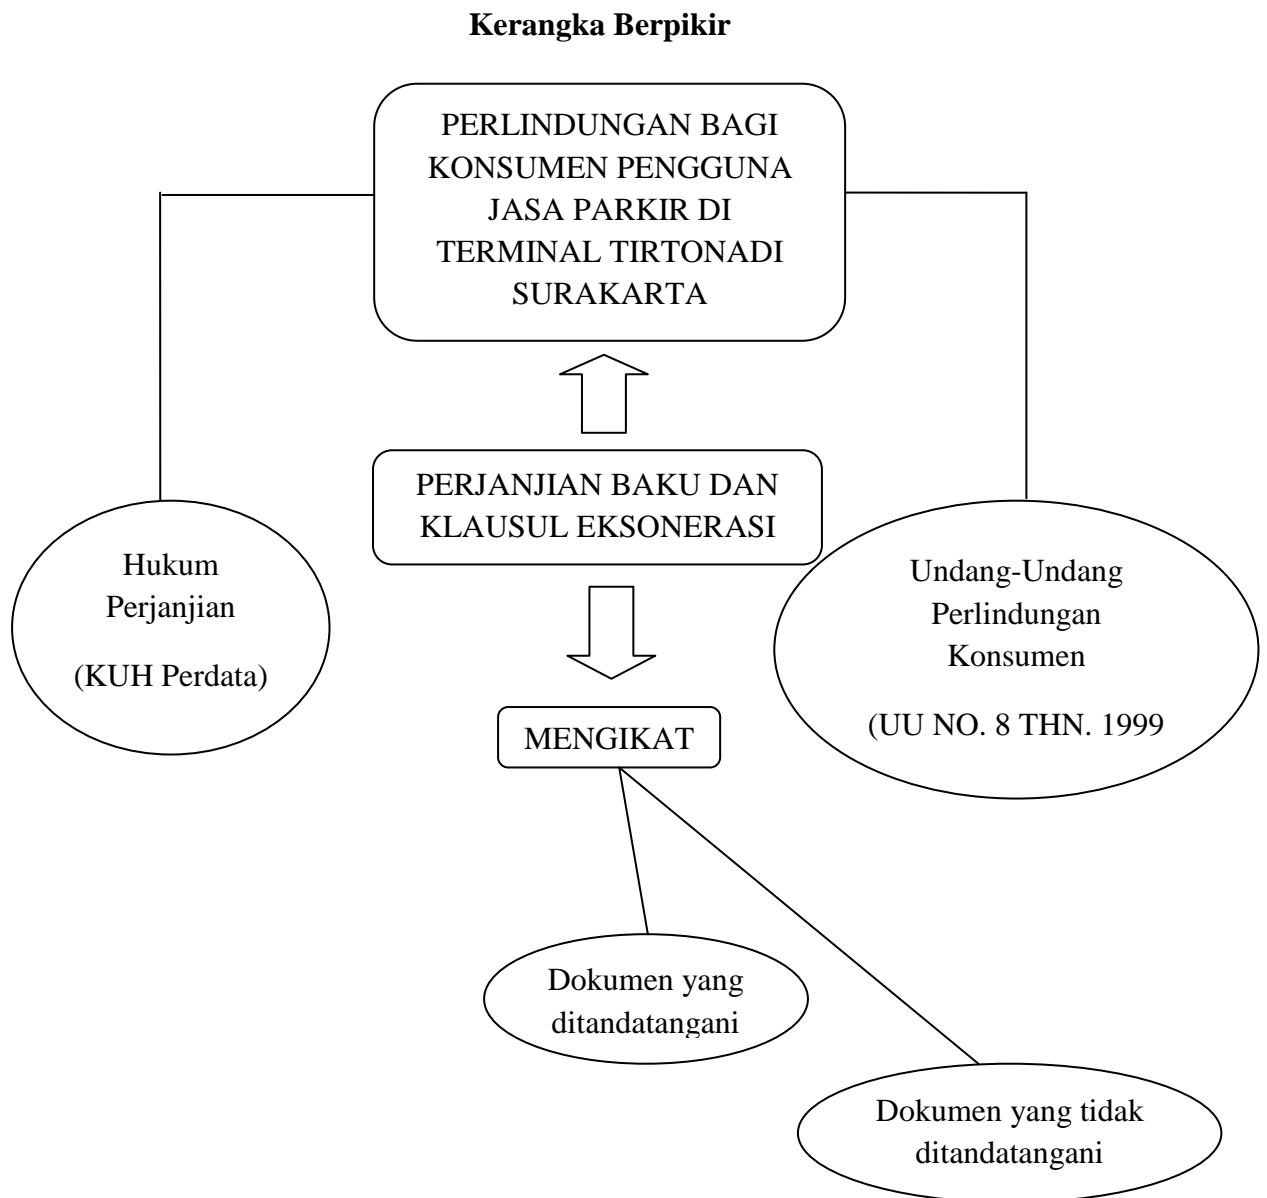 Kerangka Berpikir
PERLINDUNGAN BAGI
KONSUMEN PENGGUNA
JASA PARKIR DI
TERMINAL TIRTONADI
SURAKARTA
PERJANJIAN BAKU DAN
KLAUSUL EKSONERASI
Hukum
Perjanjian
(KUH Perdata)
Undang-Undang
Perlindungan
Konsumen
(UU NO. 8 THN. 1999
MENGIKAT
Dokumen yang
ditandatangani
Dokumen yang tidak
ditandatangani